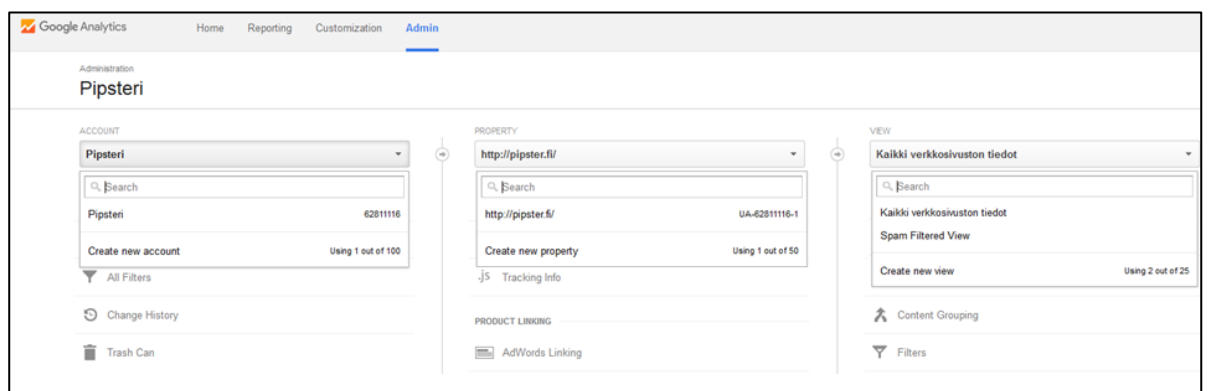 Google Analytics Home Reporting Customization Admin
Administration
Pipsteri
ACCOUNT PROPERTY VIEW
Pipsteri http://pipster.fi/ Kaikki verkkosivuston tiedot
Search Search Search
Pipsteri 62811116 http://pipster.fi/ UA-62811116-1 Kaikki verkkosivuston tiedot
Spam Filtered View
Create new account Using 1 out of 100 Create new property Using 1 out of 50 Create new view Using 2 out of 25
All Filters .js Tracking Info
Change History PRODUCT LINKING Content Grouping
Trash Can AdWords Linking Filters